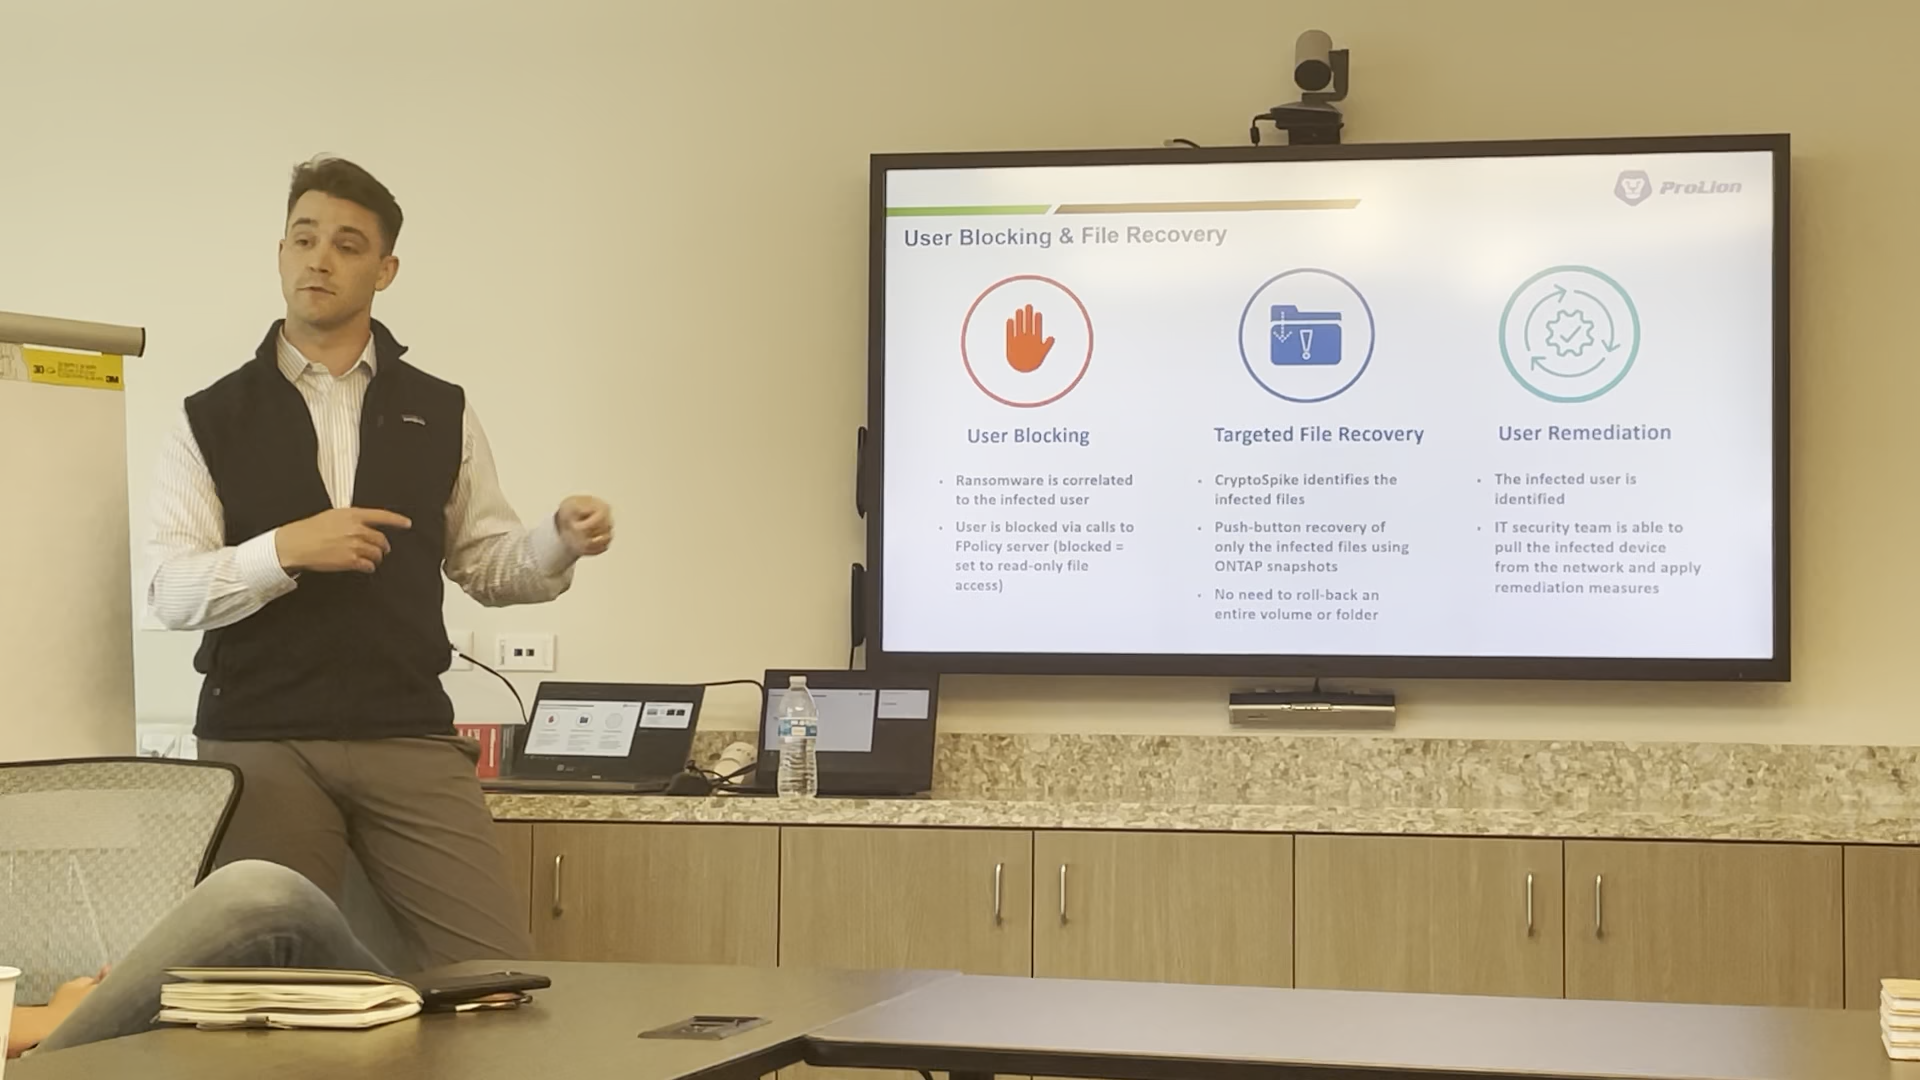 ProLion
User Blocking & File Recovery
User Blocking
Ransomware is correlated
to the infected user
User is blocked via calls to
FPolicy server (blocked =
set to read-only file
access)
Targeted File Recovery
CryptoSpike identifies the
infected files
Push-button recovery of
only the infected files using
ONTAP snapshots
No need to roll-back an
entire volume or folder
User Remediation
The infected user is
identified
IT security team is able to
pull the infected device
from the network and apply
remediation measures
30
3M